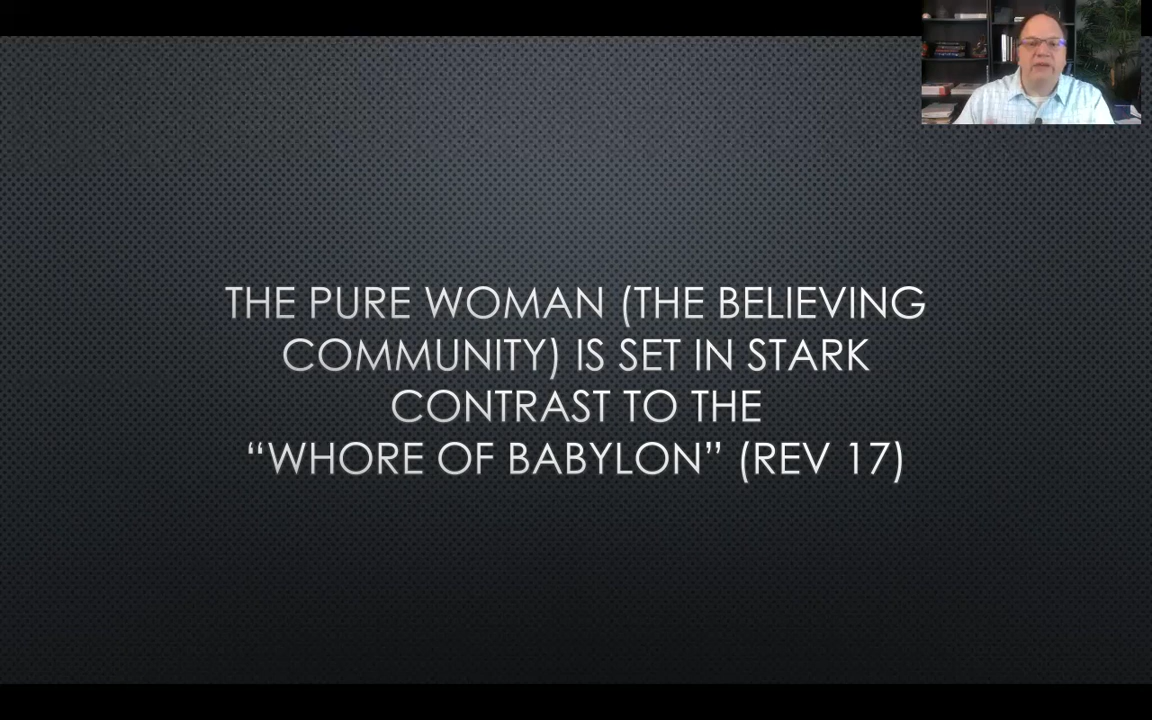 THE PURE WOMAN (THE BELIEVING
COMMUNITY) IS SET IN STARK
CONTRAST TO THE
“WHORE OF BABYLON” (REV 17)